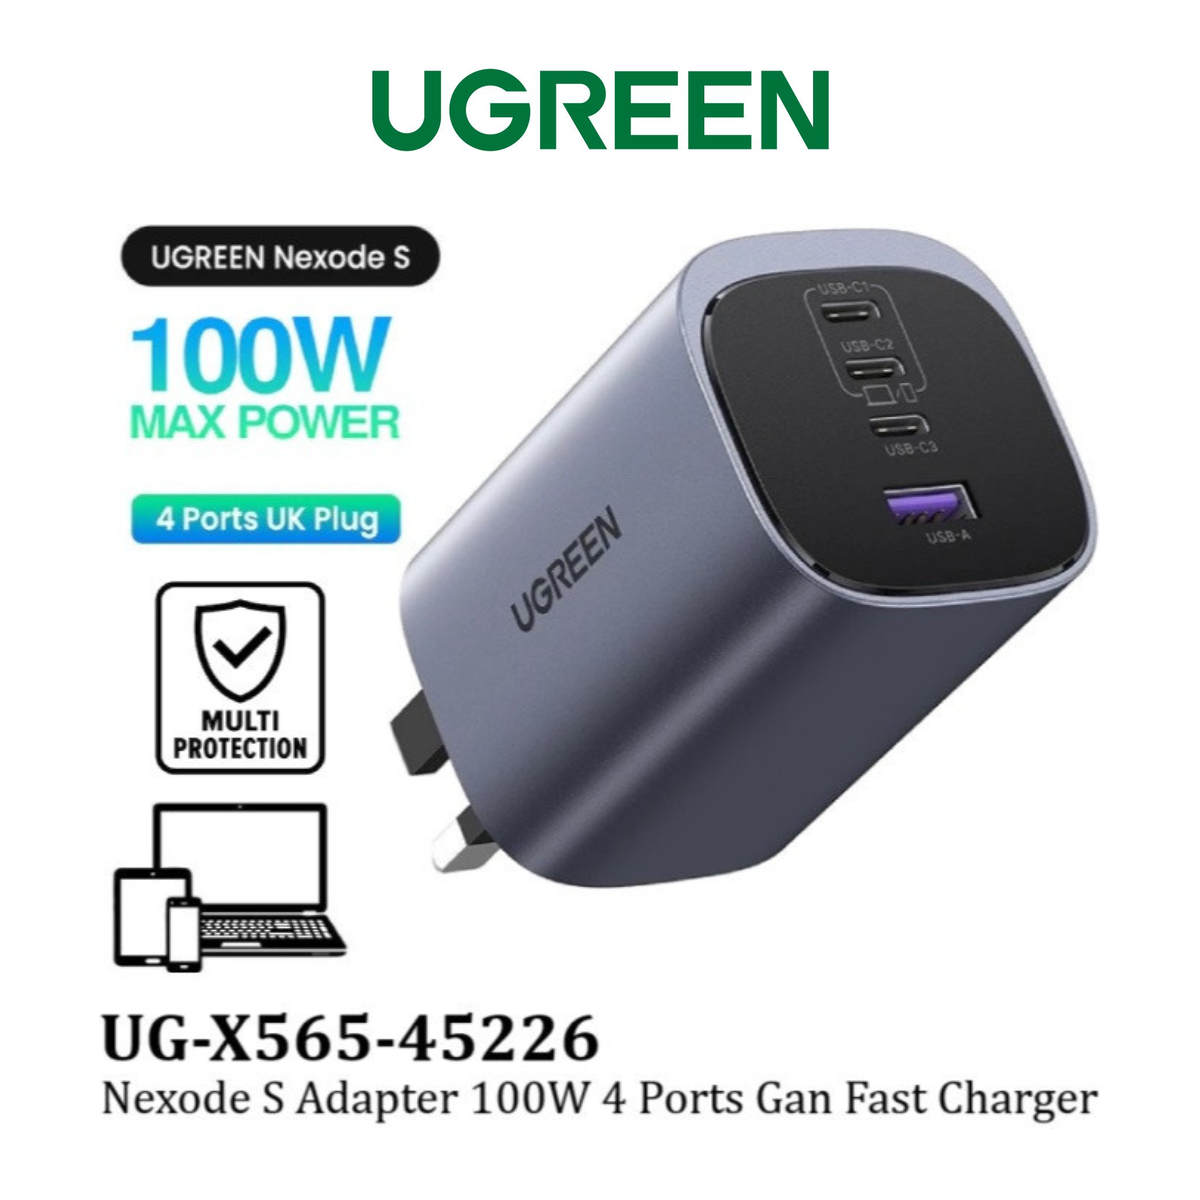 UGREEN
UGREEN Nexode S
100W
MAX POWER
4 Ports UK Plug
MULTI
PROTECTION
UGREEN
USB-C1
USB-C2
USB-C3
USB-A
UG-X565-45226
Nexode S Adapter 100W 4 Ports Gan Fast Charger